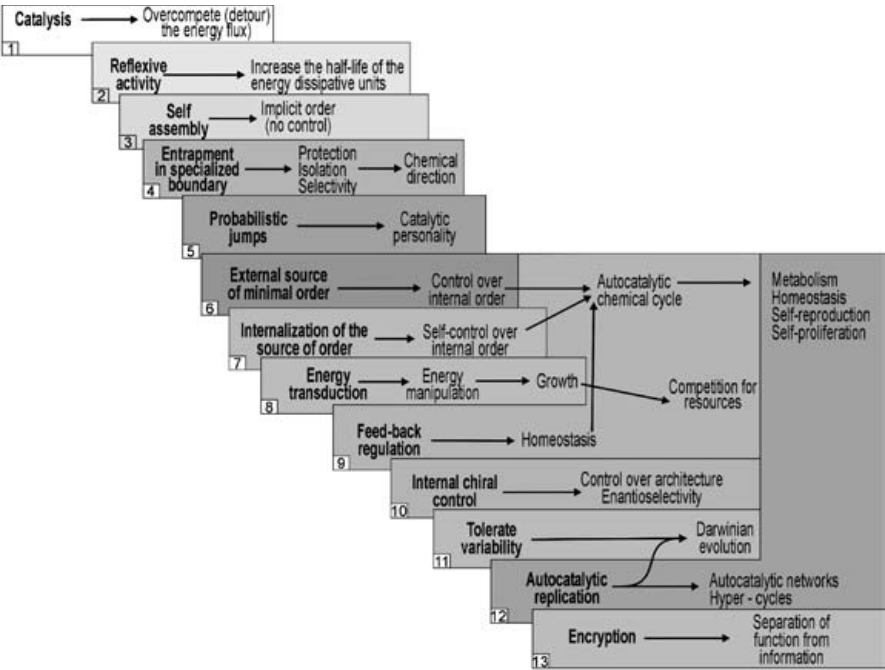 Catalysis
Overcompete (detour)
the energy flux)
1
Reflexive
activity
Increase the half-life of the
energy dissipative units
2
Self
assembly
Implicit order
(no control)
3
Entrapment
in specialized
boundary
Protection
Isolation
Selectivity
Chemical
direction
4
Probabilistic
jumps
Catalytic
personality
5
External source
of minimal order
Control over
internal order
Autocatalytic
chemical cycle
Metabolism
Homeostasis
Self-reproduction
Self-proliferation
6
Internalization of the
source of order
Self-control over
internal order
7
Energy
transduction
Energy
manipulation
Growth
Competition for
resources
8
Feed-back
regulation
Homeostasis
9
Internal chiral
control
Control over architecture
Enantioselectivity
10
Tolerate
variability
Darwinian
evolution
11
Autocatalytic
replication
Autocatalytic networks
Hyper - cycles
12
Encryption
Separation of
function from
information
13